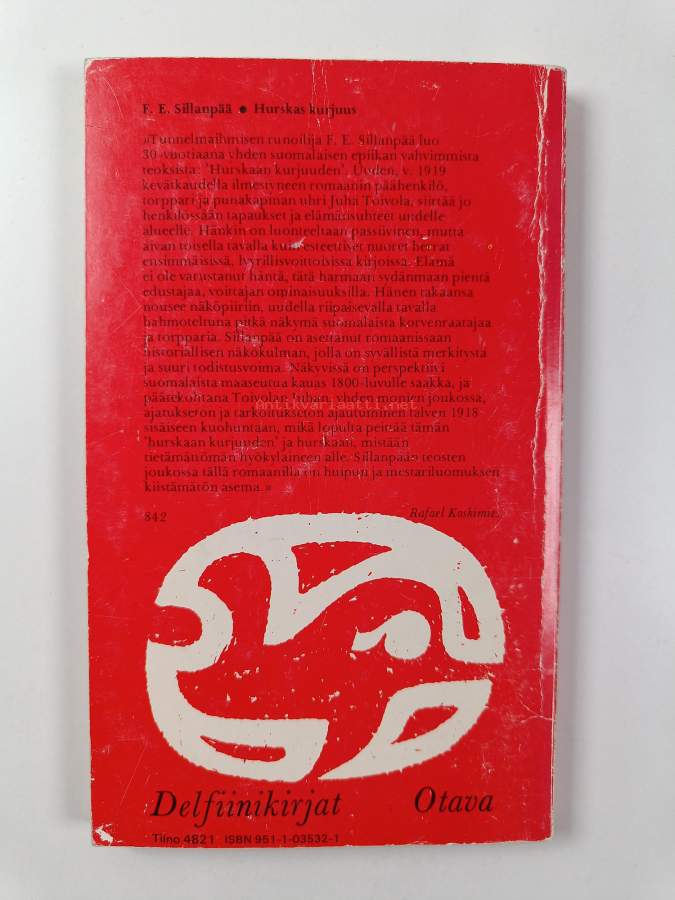 F. E. Sillanpää ● Hurskas kurjuus
»Tunnelmaihmisen runoilija F. E. Sillanpää luo
30-vuotiaana yhden suomalaisen epiikan vahvimmista
teoksista: 'Hurskaan kurjuuden'. Uuden, v. 1919
kevätkaudella ilmestyneen romaanin päähenkilö,
torppari ja punakapinan uhri Juha Toivola, siirtää jo
henkilössään tapaukset ja elämänsuhteet uudelle
alueelle. Hänkin on luonteeltaan passiivinen, mutta
aivan toisella tavalla kuin esteettiset nuoret herrat
ensimmäisissä, lyyrillisvoittoisissa kirjoissa. Elämä
ei ole varustanut häntä, tätä harmaan sydänmaan pientä
edustajaa, voittajan ominaisuuksilla. Hänen takaansa
nousee näköpiiriin, uudella riipaisevalla tavalla
hahmoteltuna pitkä näkymä suomalaista korvenraatajaa
ja torpparia. Sillanpää on asettanut romaanissaan
historiallisen näkökulman, jolla on syvällistä merkitystä
ja suuri todistusvoima. Näkyvissä on perspektiivi
suomalaista maaseutua kauas 1800-luvulle saakka, ja
päätekohtana Toivolan Juhan, yhden monien joukossa,
ajatukseton ja tarkoitukseton ajautuminen talven 1918
sisäiseen kuohuntaan, mikä lopulta peittää tämän
'hurskaan kurjuuden' ja hurskaan, mistään
tietämättömän hyökylaineen alle. Sillanpään teosten
joukossa tällä romaanilla on huipun ja mestariluomuksen
kiistämätön asema.»
842 Rafael Koskimies
antikvariaatti.net
Delfiinikirjat Otava
Tilno 4821 ISBN 951-1-03532-1